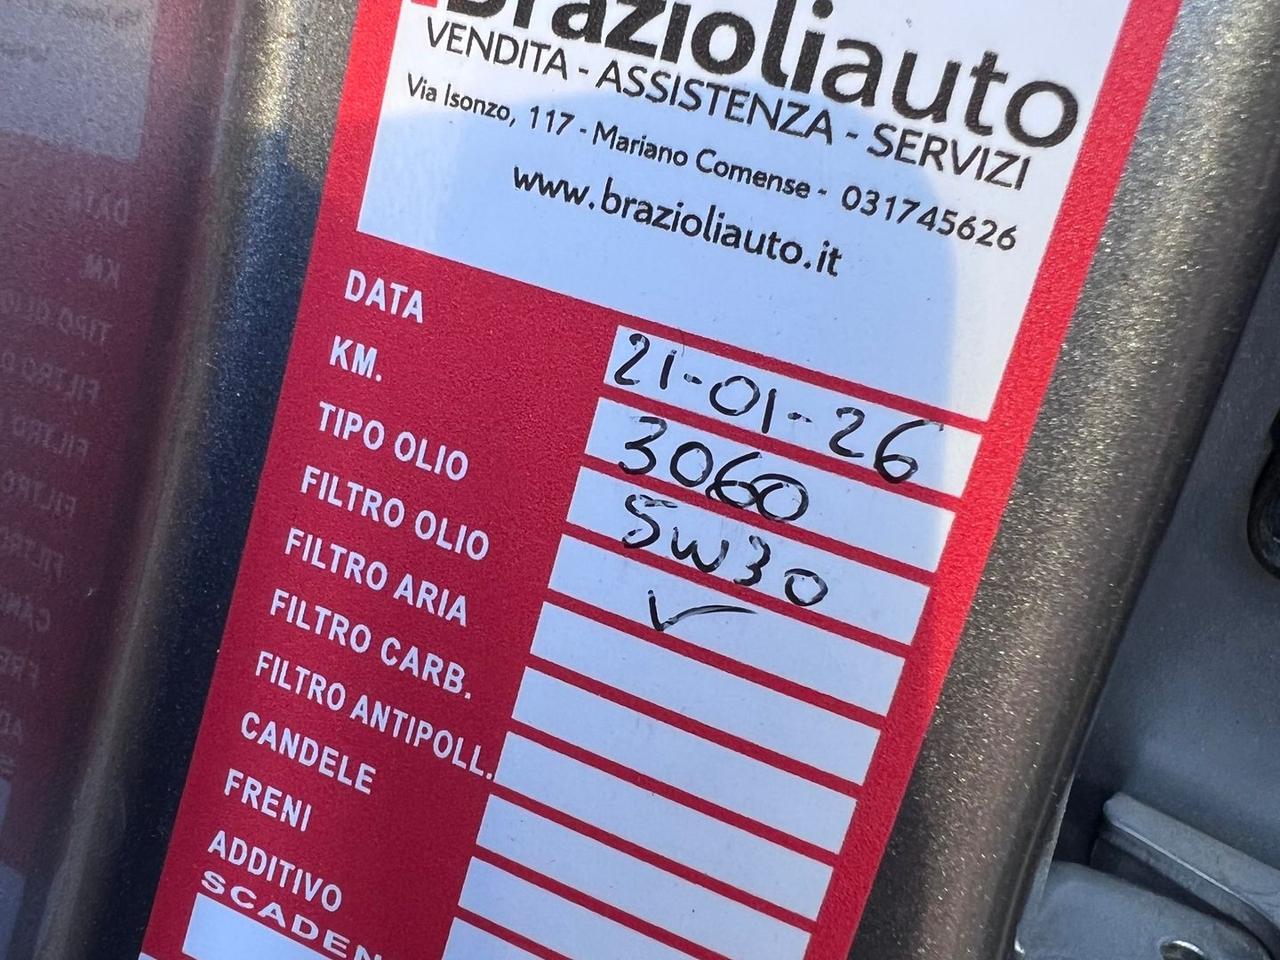 brazioliauto
VENDITA - ASSISTENZA - SERVIZI
Via Isonzo, 117 - Mariano Comense - 031745626
www.brazioliauto.it
DATA 21-01-26
KM. 3060
TIPO OLIO 5W30
FILTRO OLIO ✓
FILTRO ARIA
FILTRO CARB.
FILTRO ANTIPOLL.
CANDELE
FRENI
ADDITIVO
SCADEN